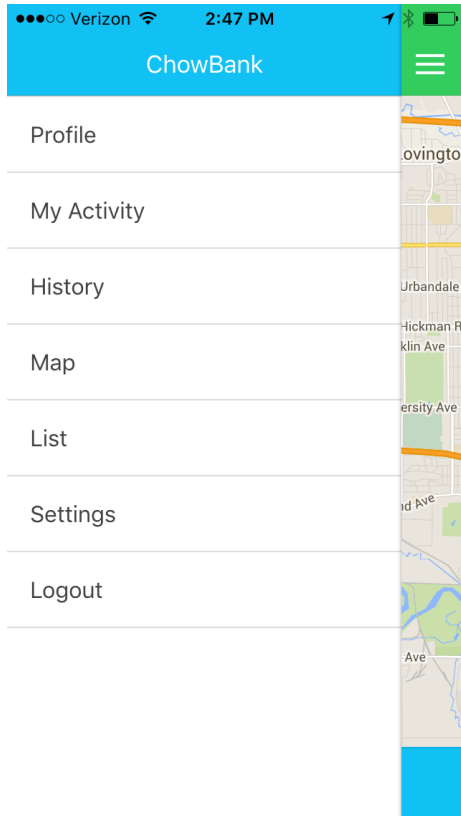 Verizon 2:47 PM
ChowBank
Profile
My Activity
History
Map
List
Settings
Logout
ovingto
Urbandale
Hickman R
klin Ave
ersity Ave
nd Ave
Ave